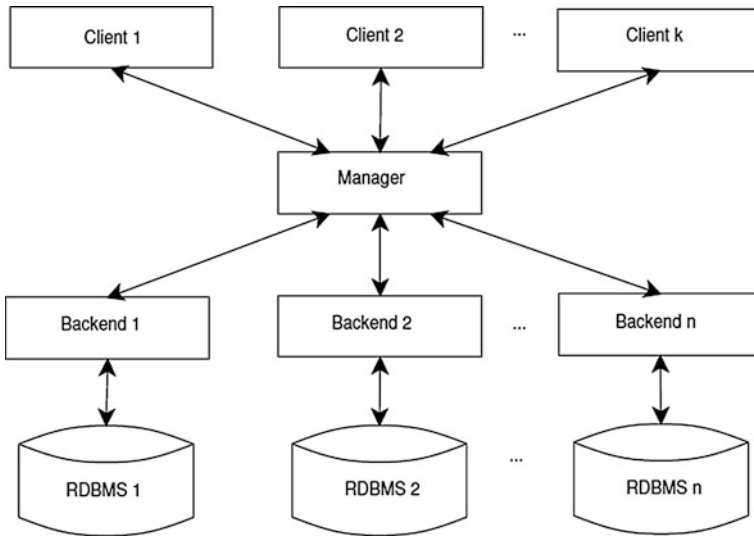 Client 1
Client 2
...
Client k
Manager
Backend 1
Backend 2
...
Backend n
RDBMS 1
RDBMS 2
...
RDBMS n